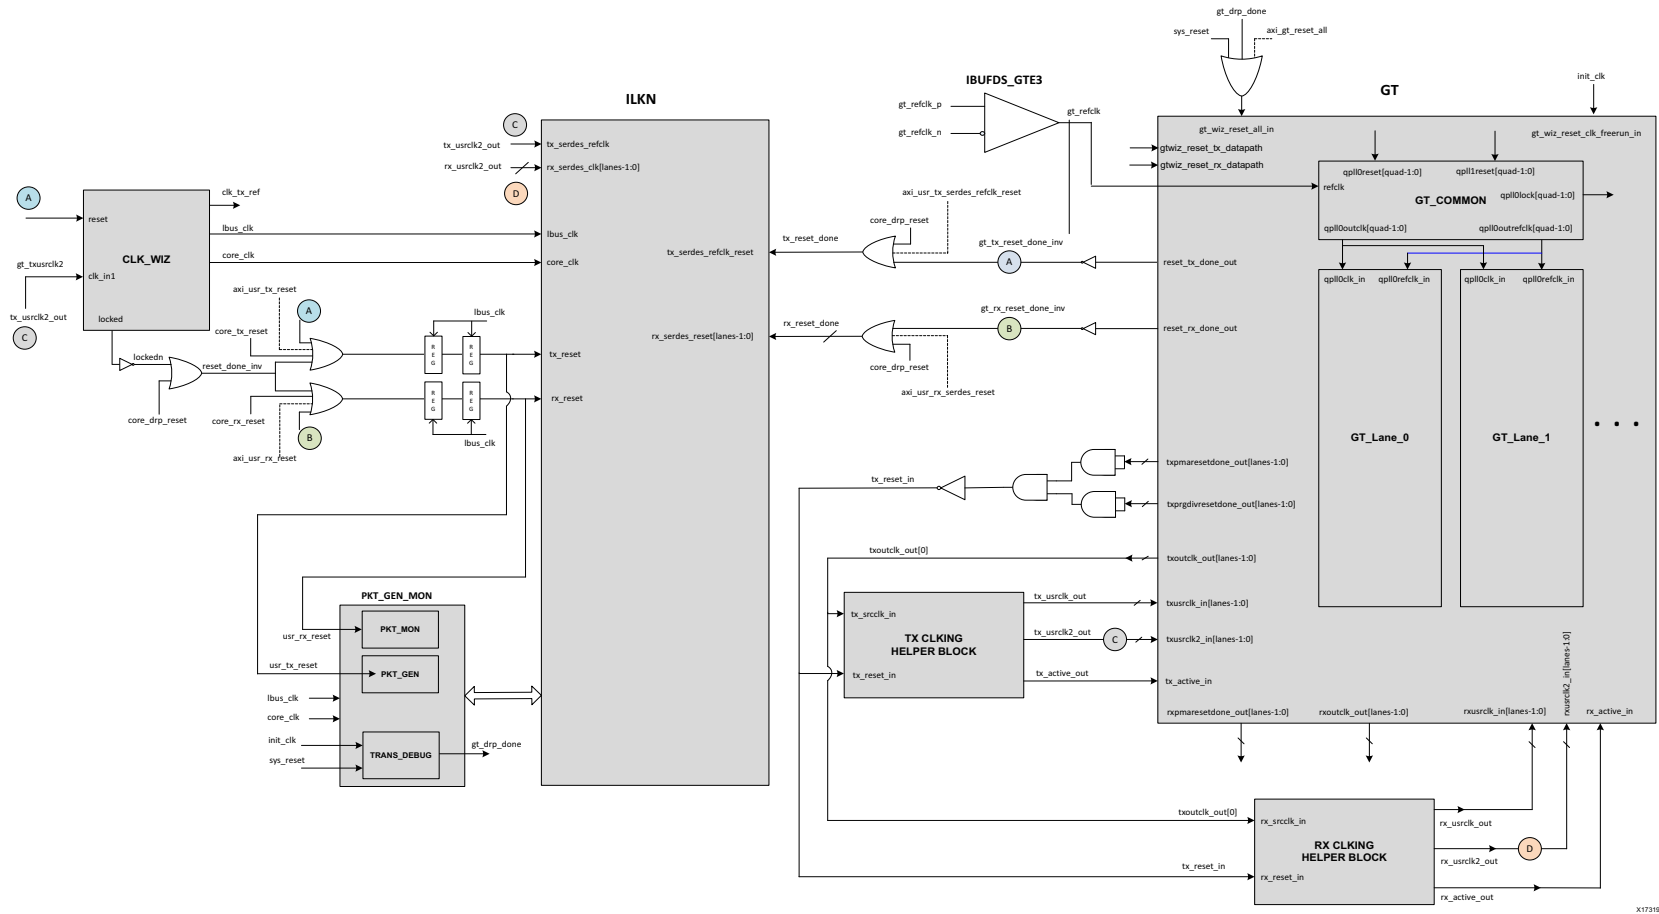 gt_drp_done
sys_reset
axi_gt_reset_all
IBUFDS_GTE3
init_clk
GT
ILKN
gt_refclk_p
gt_refclk
gt_refclk_n
C
tx_usrclk2_out
tx_serdes_refclk
rx_usrclk2_out
rx_serdes_clk[lanes-1:0]
D
gt_wiz_reset_all_in
gt_wiz_reset_clk_freerun_in
gtwiz_reset_tx_datapath
gtwiz_reset_rx_datapath
qpll0reset[quad-1:0]
qpll1reset[quad-1:0]
refclk
qpll0lock[quad-1:0]
GT_COMMON
qpll0outclk[quad-1:0]
qpll0outrefclk[quad-1:0]
A
clk_tx_ref
reset
lbus_clk
lbus_clk
CLK_WIZ
core_clk
core_clk
gt_txusrclk2
clk_in1
tx_usrclk2_out
C
locked
axi_usr_tx_serdes_refclk_reset
core_drp_reset
tx_reset_done
gt_tx_reset_done_inv
tx_serdes_refclk_reset
A
reset_tx_done_out
qpll0clk_in
qpll0refclk_in
qpll0clk_in
qpll0refclk_in
axi_usr_tx_reset
A
core_tx_reset
lbus_clk
R
E
G
R
E
G
lockedn
reset_done_inv
tx_reset
gt_rx_reset_done_inv
rx_reset_done
B
rx_serdes_reset[lanes-1:0]
reset_rx_done_out
core_drp_reset
axi_usr_rx_serdes_reset
R
E
G
R
E
G
rx_reset
core_drp_reset
core_rx_reset
B
lbus_clk
axi_usr_rx_reset
GT_Lane_0
GT_Lane_1
txpmaresetdone_out[lanes-1:0]
tx_reset_in
txprgdivresetdone_out[lanes-1:0]
txoutclk_out[0]
txoutclk_out[lanes-1:0]
PKT_GEN_MON
PKT_MON
usr_rx_reset
usr_tx_reset
PKT_GEN
lbus_clk
core_clk
init_clk
TRANS_DEBUG
gt_drp_done
sys_reset
tx_srcclk_in
tx_usrclk_out
txusrclk_in[lanes-1:0]
TX CLKING
HELPER BLOCK
tx_usrclk2_out
C
txusrclk2_in[lanes-1:0]
tx_reset_in
tx_active_out
tx_active_in
rxpmaresetdone_out[lanes-1:0]
rxoutclk_out[lanes-1:0]
rxusrclk_in[lanes-1:0]
rxusrclk2_in[lanes-1:0]
rx_active_in
txoutclk_out[0]
rx_srcclk_in
rx_usrclk_out
RX CLKING
HELPER BLOCK
D
rx_usrclk2_out
tx_reset_in
rx_reset_in
rx_active_out
X17319